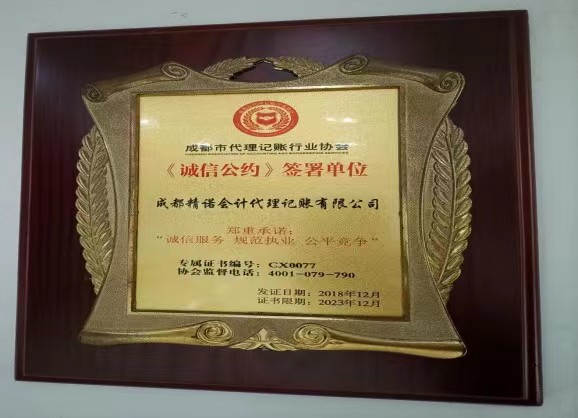 成都市代理记账行业协会
《诚信公约》签署单位
成都精诺会计代理记账有限公司
郑重承诺：
“诚信服务 规范执业 公平竞争”
专属证书编号：CX0077
协会监督电话：4001-079-790
发证日期：2018年12月
证书限期：2023年12月